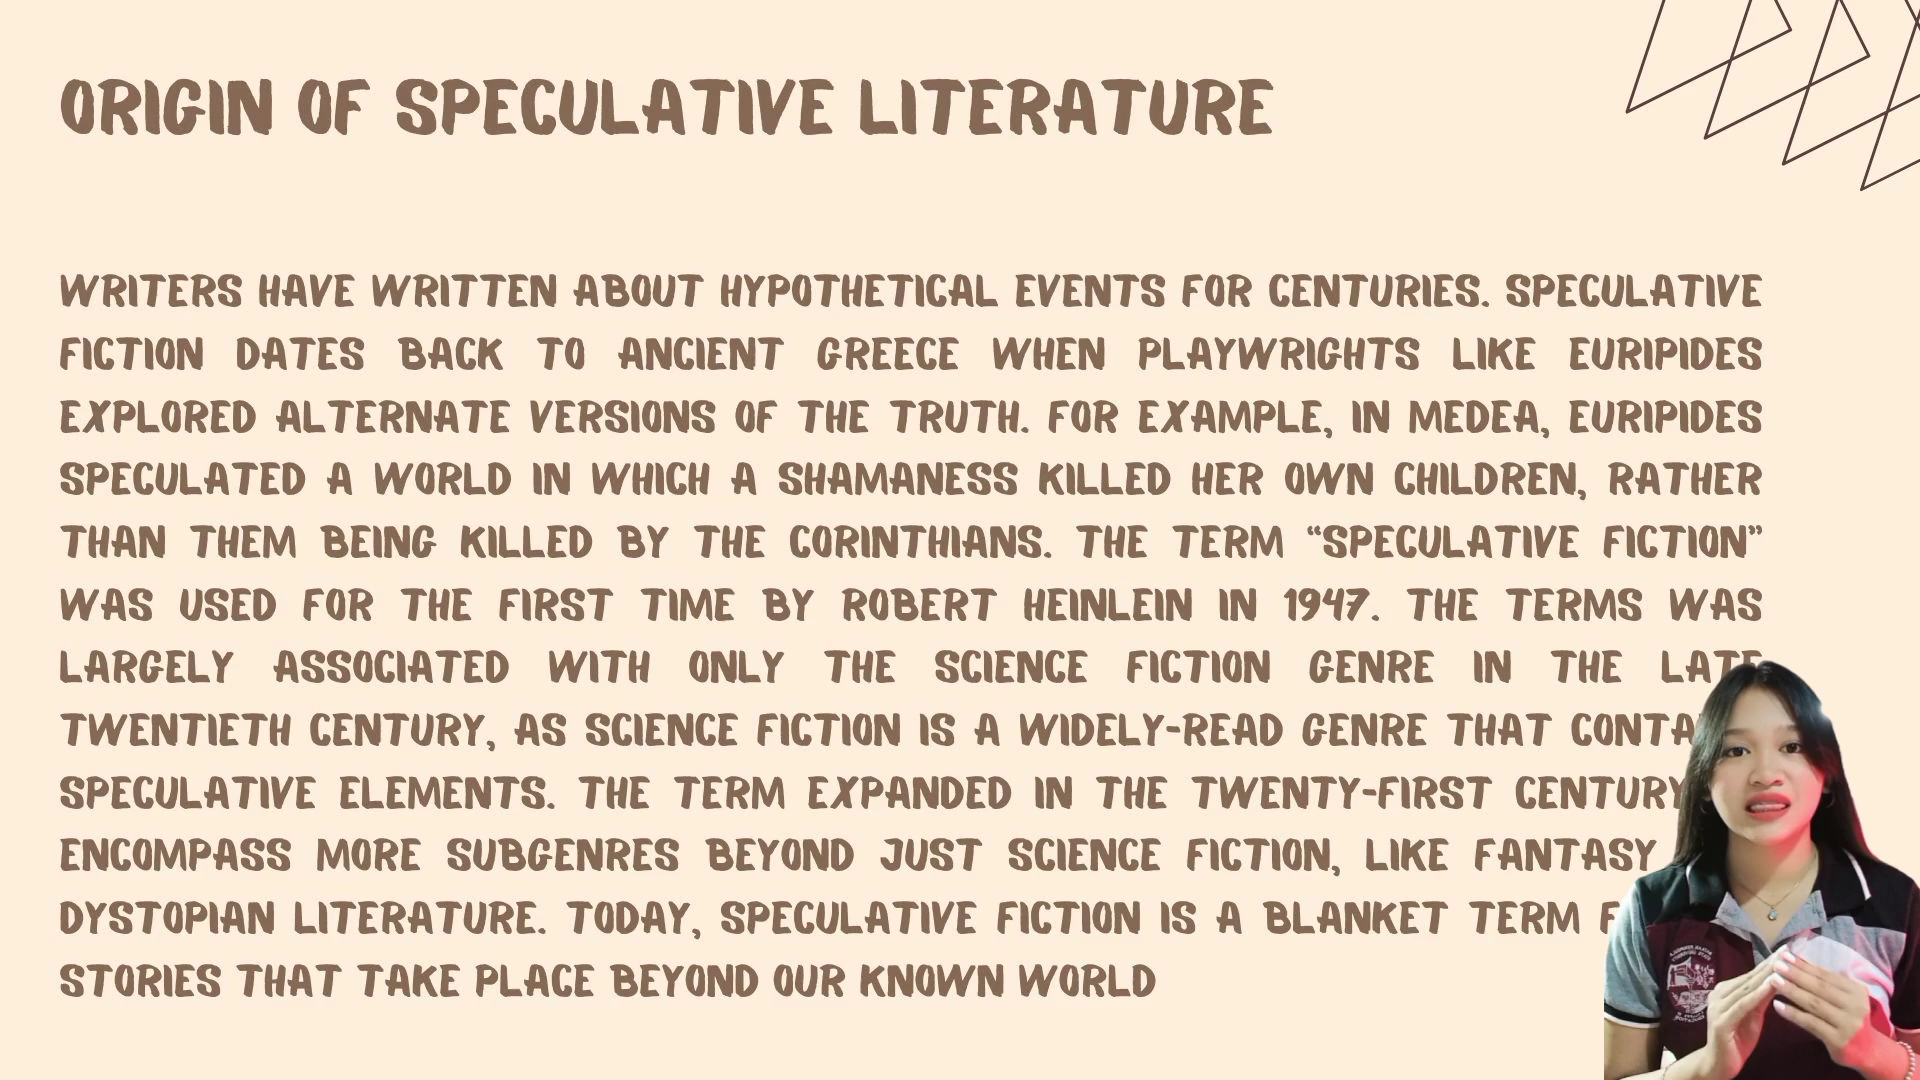 ORIGIN OF SPECULATIVE LITERATURE
WRITERS HAVE WRITTEN ABOUT HYPOTHETICAL EVENTS FOR CENTURIES. SPECULATIVE
FICTION DATES BACK TO ANCIENT GREECE WHEN PLAYWRIGHTS LIKE EURIPIDES
EXPLORED ALTERNATE VERSIONS OF THE TRUTH. FOR EXAMPLE, IN MEDEA, EURIPIDES
SPECULATED A WORLD IN WHICH A SHAMANESS KILLED HER OWN CHILDREN, RATHER
THAN THEM BEING KILLED BY THE CORINTHIANS. THE TERM “SPECULATIVE FICTION”
WAS USED FOR THE FIRST TIME BY ROBERT HEINLEIN IN 1947. THE TERMS WAS
LARGELY ASSOCIATED WITH ONLY THE SCIENCE FICTION GENRE IN THE LATE
TWENTIETH CENTURY, AS SCIENCE FICTION IS A WIDELY-READ GENRE THAT
SPECULATIVE ELEMENTS. THE TERM EXPANDED IN THE TWENTY-FIRST CENTURY
ENCOMPASS MORE SUBGENRES BEYOND JUST SCIENCE FICTION, LIKE FANTASY
DYSTOPIAN LITERATURE. TODAY, SPECULATIVE FICTION IS A BLANKET TERM
STORIES THAT TAKE PLACE BEYOND OUR KNOWN WORLD